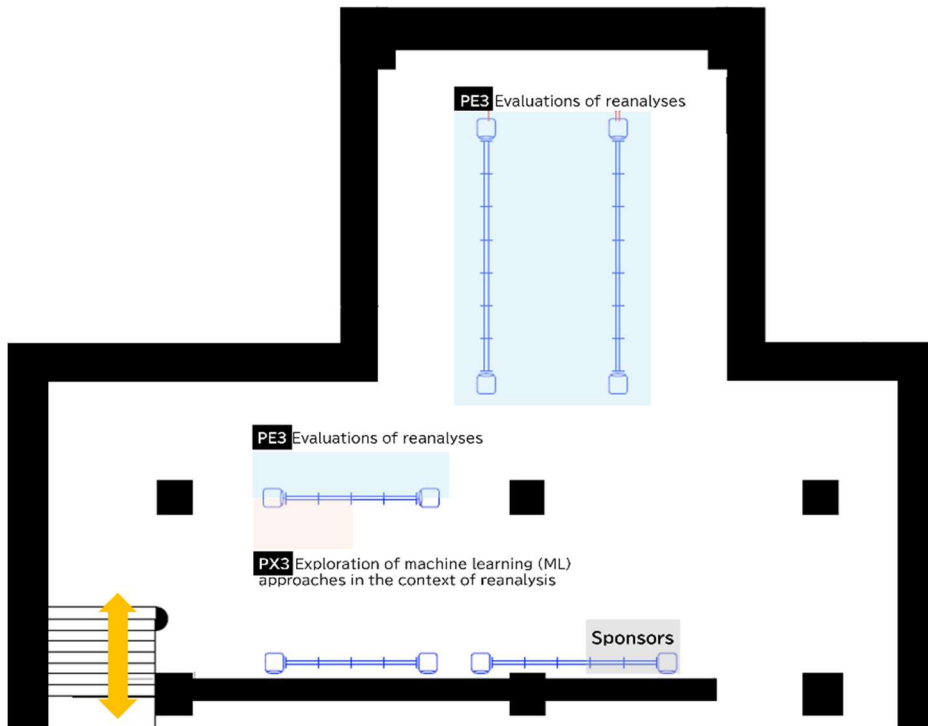 PE3 Evaluations of reanalyses
PE3 Evaluations of reanalyses
PX3 Exploration of machine learning (ML)
approaches in the context of reanalysis
Sponsors